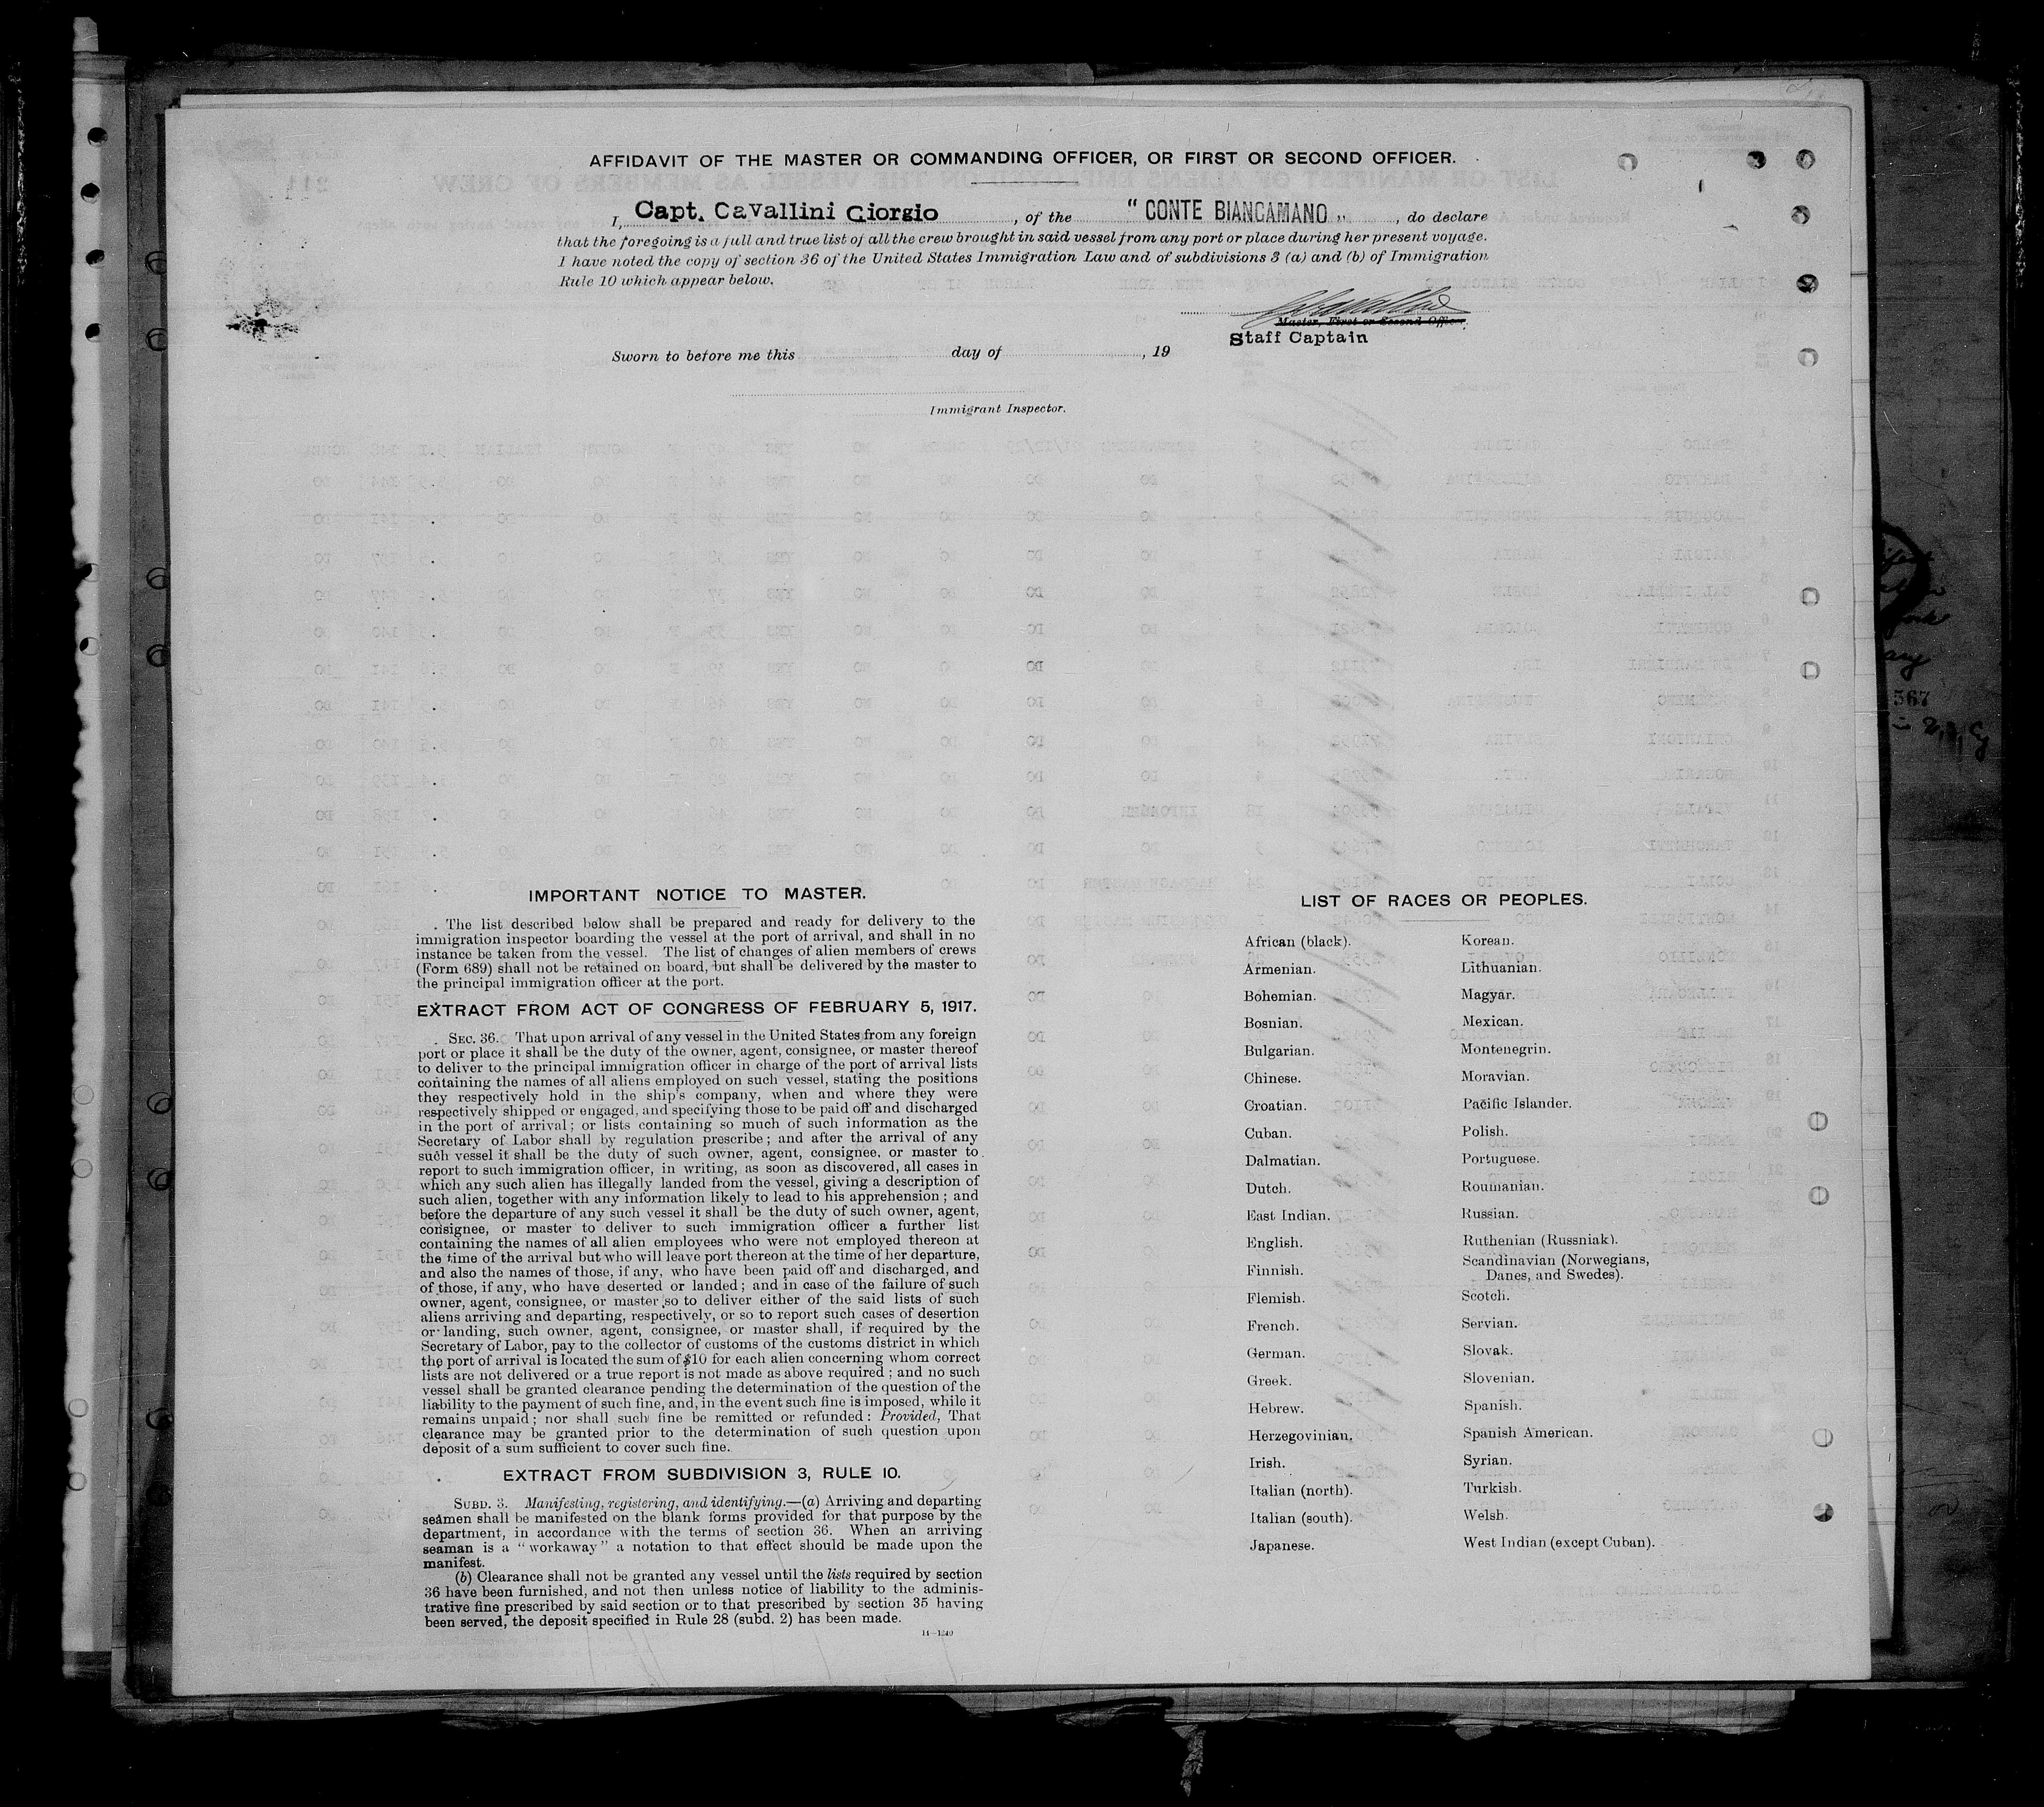 AFFIDAVIT OF THE MASTER OR COMMANDING OFFICER, OR FIRST OR SECOND OFFICER.
I, Capt. Cavallini Giorgio, of the " CONTE BIANCAMANO ", do declare
that the foregoing is a full and true list of all the crew brought in said vessel from any port or place during her present voyage.
I have noted the copy of section 36 of the United States Immigration Law and of subdivisions 3 (a) and (b) of Immigration
Rule 10 which appear below.
Master, First or Second Officer.
Staff Captain
Sworn to before me this day of , 19
Immigrant Inspector.
IMPORTANT NOTICE TO MASTER.
The list described below shall be prepared and ready for delivery to the
immigration inspector boarding the vessel at the port of arrival, and shall in no
instance be taken from the vessel. The list of changes of alien members of crews
(Form 689) shall not be retained on board, but shall be delivered by the master to
the principal immigration officer at the port.
EXTRACT FROM ACT OF CONGRESS OF FEBRUARY 5, 1917.
SEC. 36. That upon arrival of any vessel in the United States from any foreign
port or place it shall be the duty of the owner, agent, consignee, or master thereof
to deliver to the principal immigration officer in charge of the port of arrival lists
containing the names of all aliens employed on such vessel, stating the positions
they respectively hold in the ship's company, when and where they were
respectively shipped or engaged, and specifying those to be paid off and discharged
in the port of arrival; or lists containing so much of such information as the
Secretary of Labor shall by regulation prescribe; and after the arrival of any
such vessel it shall be the duty of such owner, agent, consignee, or master to
report to such immigration officer, in writing, as soon as discovered, all cases in
which any such alien has illegally landed from the vessel, giving a description of
such alien, together with any information likely to lead to his apprehension; and
before the departure of any such vessel it shall be the duty of such owner, agent,
consignee, or master to deliver to such immigration officer a further list
containing the names of all alien employees who were not employed thereon at
the time of the arrival but who will leave port thereon at the time of her departure,
and also the names of those, if any, who have been paid off and discharged, and
of those, if any, who have deserted or landed; and in case of the failure of such
owner, agent, consignee, or master so to deliver either of the said lists of such
aliens arriving and departing, respectively, or so to report such cases of desertion
or landing, such owner, agent, consignee, or master shall, if required by the
Secretary of Labor, pay to the collector of customs of the customs district in which
the port of arrival is located the sum of $10 for each alien concerning whom correct
lists are not delivered or a true report is not made as above required; and no such
vessel shall be granted clearance pending the determination of the question of the
liability to the payment of such fine, and, in the event such fine is imposed, while it
remains unpaid; nor shall such fine be remitted or refunded: Provided, That
clearance may be granted prior to the determination of such question upon
deposit of a sum sufficient to cover such fine.
EXTRACT FROM SUBDIVISION 3, RULE 10.
SUBD. 3. Manifesting, registering, and identifying.—(a) Arriving and departing
seamen shall be manifested on the blank forms provided for that purpose by the
department, in accordance with the terms of section 36. When an arriving
seaman is a "workaway" a notation to that effect should be made upon the
manifest.
(b) Clearance shall not be granted any vessel until the lists required by section
36 have been furnished, and not then unless notice of liability to the adminis-
trative fine prescribed by said section or to that prescribed by section 35 having
been served, the deposit specified in Rule 28 (subd. 2) has been made.
14—1240
LIST OF RACES OR PEOPLES.
African (black).
Armenian.
Bohemian.
Bosnian.
Bulgarian.
Chinese.
Croatian.
Cuban.
Dalmatian.
Dutch.
East Indian.
English.
Finnish.
Flemish.
French.
German.
Greek.
Hebrew.
Herzegovinian.
Irish.
Italian (north).
Italian (south).
Japanese.
Korean.
Lithuanian.
Magyar.
Mexican.
Montenegrin.
Moravian.
Pacific Islander.
Polish.
Portuguese.
Roumanian.
Russian.
Ruthenian (Russniak).
Scandinavian (Norwegians,
Danes, and Swedes).
Scotch.
Servian.
Slovak.
Slovenian.
Spanish.
Spanish American.
Syrian.
Turkish.
Welsh.
West Indian (except Cuban).
567